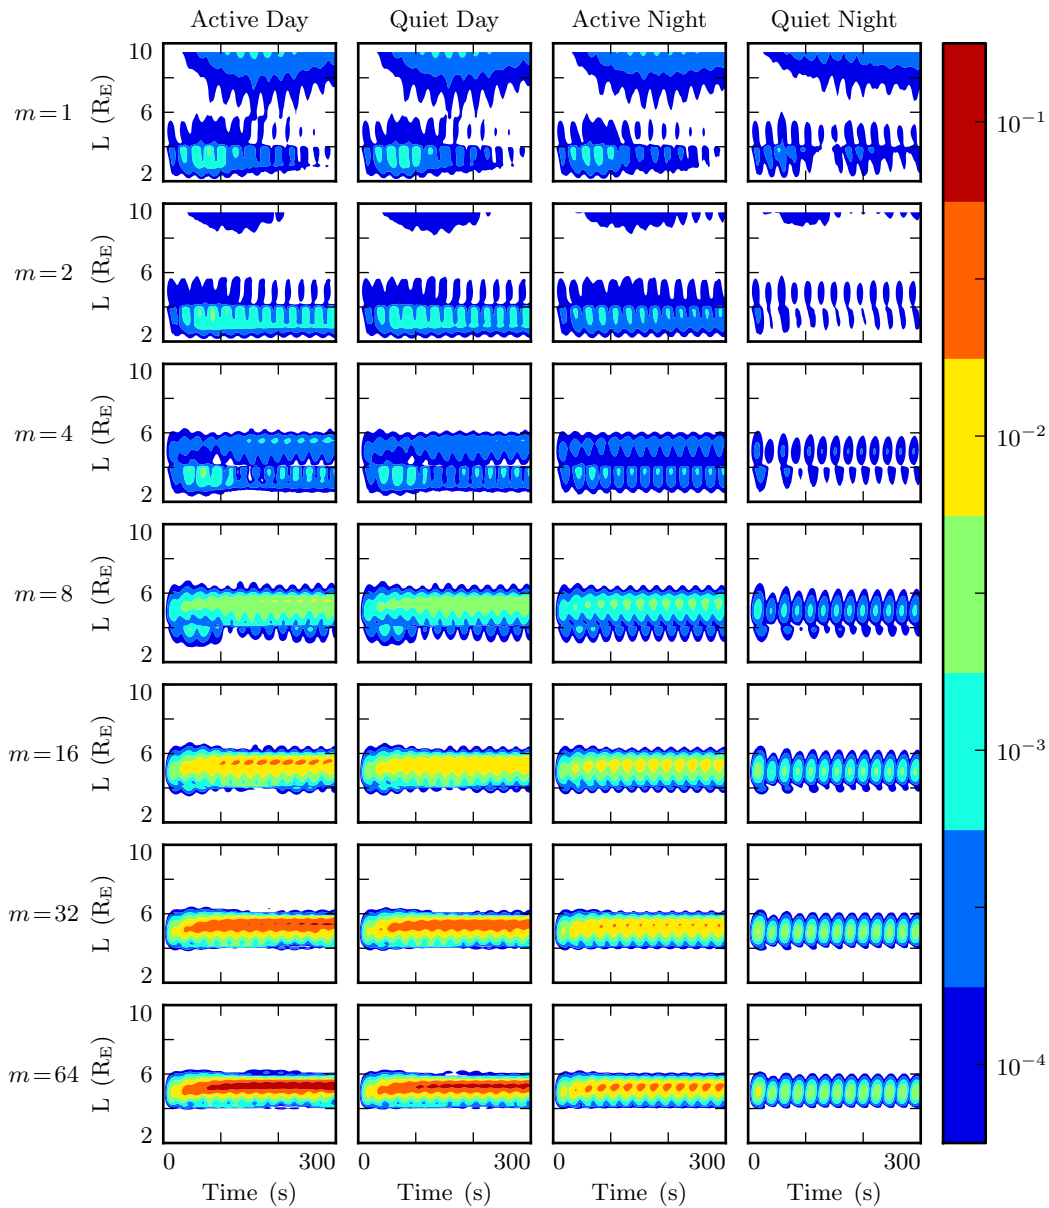 Active Day Quiet Day Active Night Quiet Night
m=1 L (R_E) 10 6 2
m=2 L (R_E) 10 6 2
m=4 L (R_E) 10 6 2
m=8 L (R_E) 10 6 2
m=16 L (R_E) 10 6 2
m=32 L (R_E) 10 6 2
m=64 L (R_E) 10 6 2
0 300 0 300 0 300 0 300
Time (s) Time (s) Time (s) Time (s)
10⁻¹
10⁻²
10⁻³
10⁻⁴